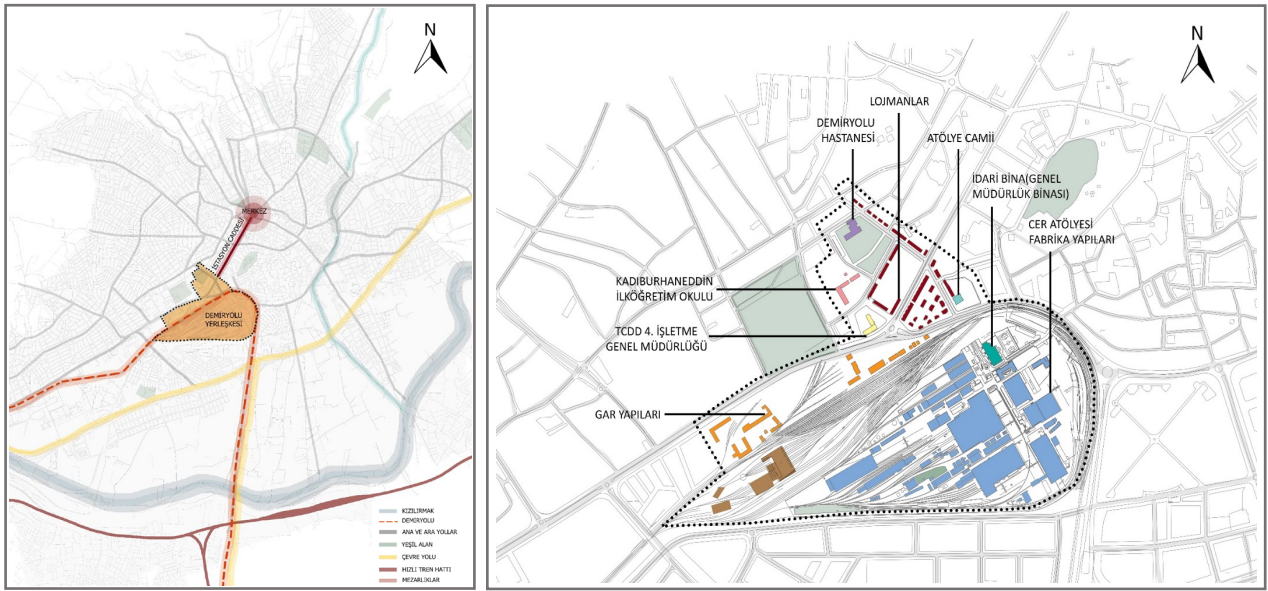 N
MERKEZ
İSTASYON CADDESİ
DEMİRYOLU
YERLEŞKESİ
KIZILIRMAK
DEMİRYOLU
ANA VE ARA YOLLAR
YEŞİL ALAN
ÇEVRE YOLU
HIZLI TREN HATTI
MEZARLIKLAR
N
LOJMANLAR
DEMİRYOLU
HASTANESİ
ATÖLYE CAMİİ
İDARİ BİNA(GENEL
MÜDÜRLÜK BİNASI)
CER ATÖLYESİ
FABRİKA YAPILARI
KADIBURHANEDDİN
İLKÖĞRETİM OKULU
TCDD 4. İŞLETME
GENEL MÜDÜRLÜĞÜ
GAR YAPILARI